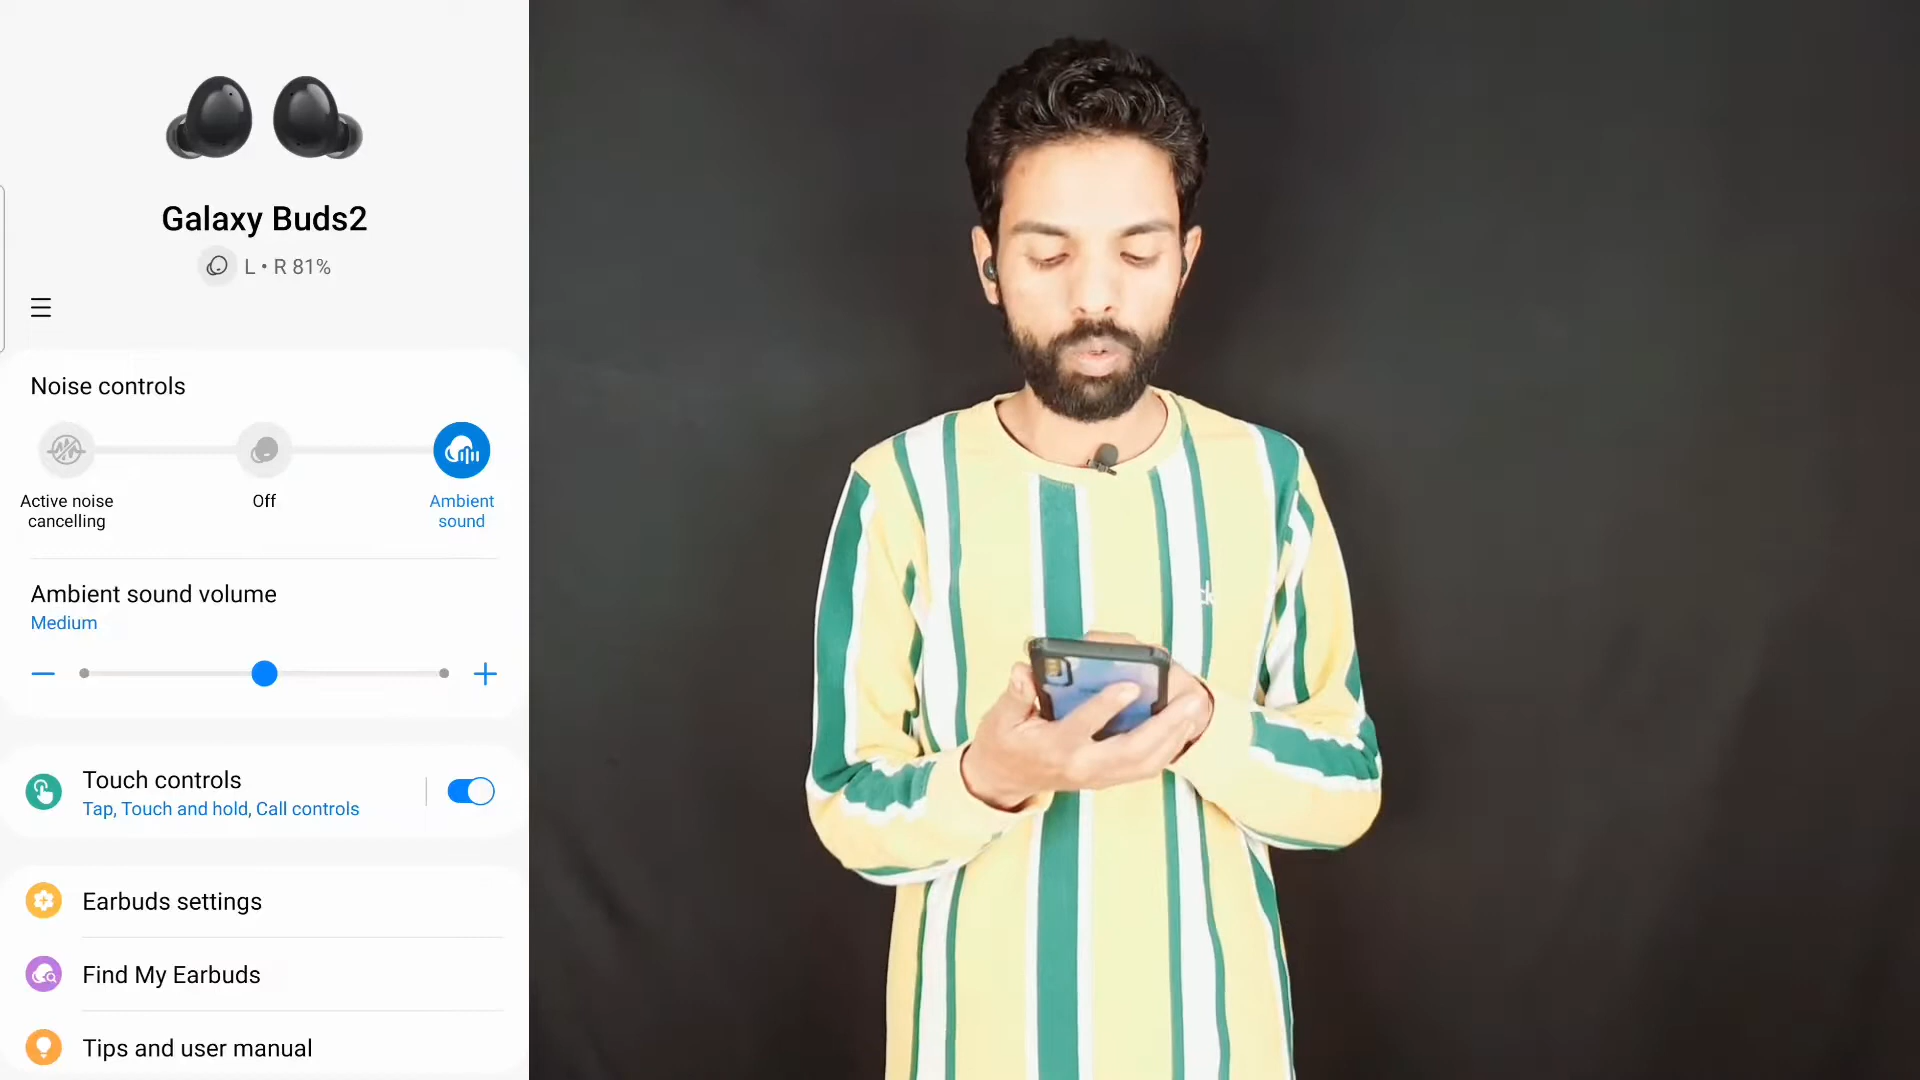 Galaxy Buds2
L • R 81%
Noise controls
Active noise
cancelling
Off
Ambient
sound
Ambient sound volume
Medium
Touch controls
Tap, Touch and hold, Call controls
Earbuds settings
Find My Earbuds
Tips and user manual